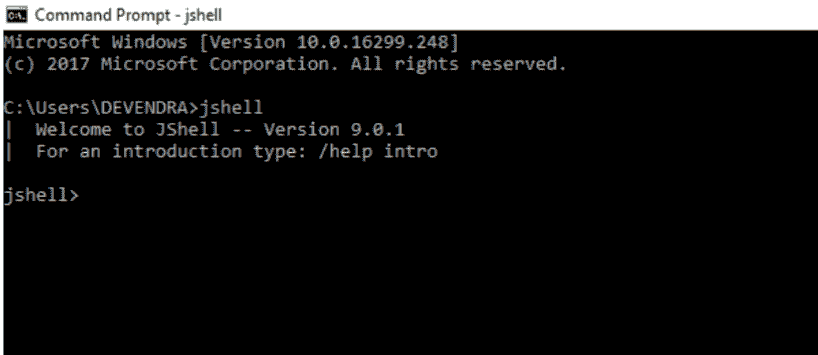 Command Prompt - jshell
Microsoft Windows [Version 10.0.16299.248]
(c) 2017 Microsoft Corporation. All rights reserved.
C:\Users\DEVENDRA>jshell
|  Welcome to JShell -- Version 9.0.1
|  For an introduction type: /help intro
jshell>